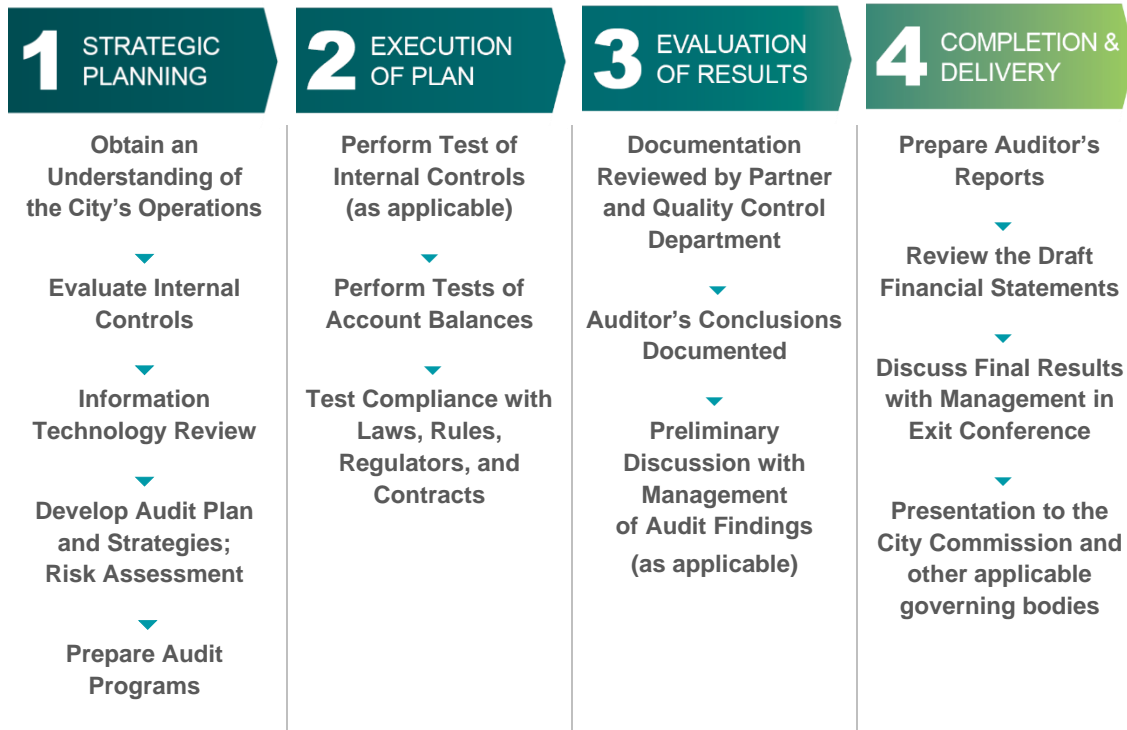 1 STRATEGIC
PLANNING
Obtain an
Understanding of
the City's Operations
Evaluate Internal
Controls
Information
Technology Review
Develop Audit Plan
and Strategies;
Risk Assessment
Prepare Audit
Programs
2 EXECUTION
OF PLAN
Perform Test of
Internal Controls
(as applicable)
Perform Tests of
Account Balances
Test Compliance with
Laws, Rules,
Regulators, and
Contracts
3 EVALUATION
OF RESULTS
Documentation
Reviewed by Partner
and Quality Control
Department
Auditor's Conclusions
Documented
Preliminary
Discussion with
Management
of Audit Findings
(as applicable)
4 COMPLETION &
DELIVERY
Prepare Auditor's
Reports
Review the Draft
Financial Statements
Discuss Final Results
with Management in
Exit Conference
Presentation to the
City Commission and
other applicable
governing bodies